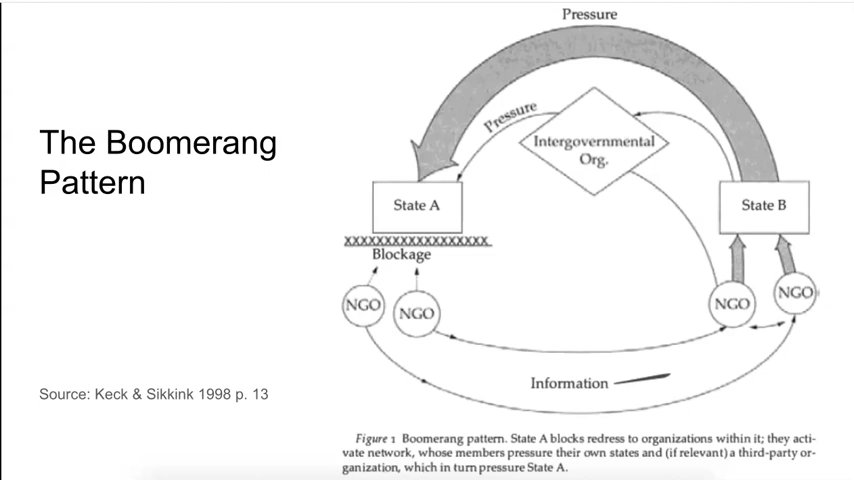 Pressure
The Boomerang
Pattern
Pressure
Intergovernmental
Org.
State A
State B
XXXXXXXXXXXXXXXXXX
Blockage
NGO
NGO
NGO
NGO
Information
Source: Keck & Sikkink 1998 p. 13
Figure 1 Boomerang pattern. State A blocks redress to organizations within it; they acti-
vate network, whose members pressure their own states and (if relevant) a third-party or-
ganization, which in turn pressure State A.